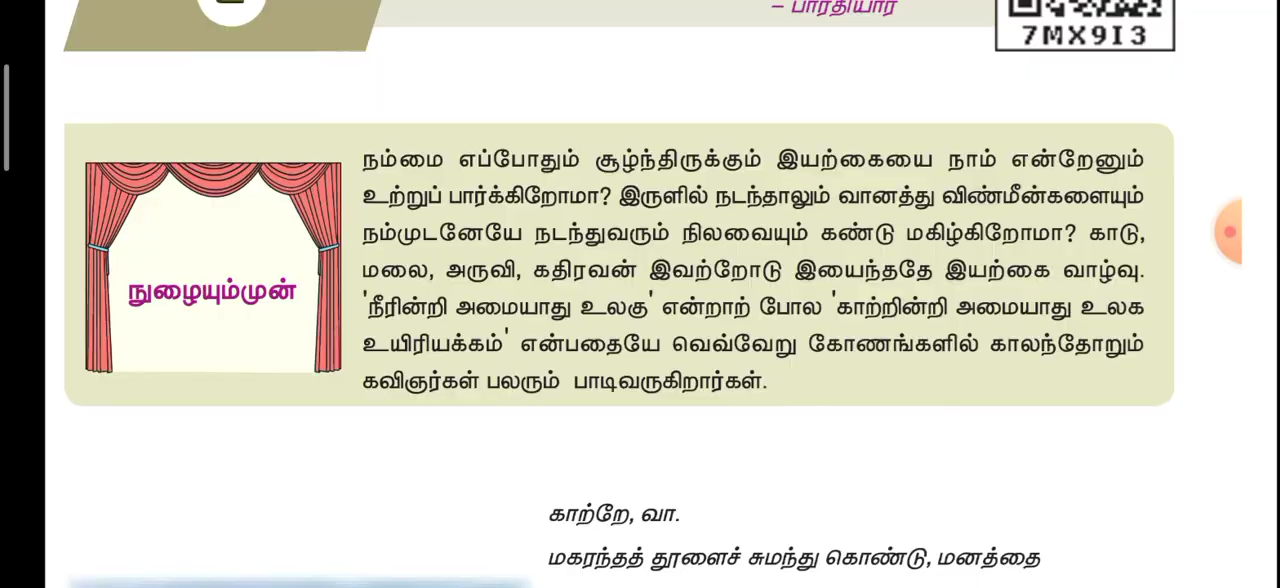 – பாரதியார்
7MX9I3
நம்மை எப்போதும் சூழ்ந்திருக்கும் இயற்கையை நாம் என்றேனும்
உற்றுப் பார்க்கிறோமா? இருளில் நடந்தாலும் வானத்து விண்மீன்களையும்
நம்முடனேயே நடந்துவரும் நிலவையும் கண்டு மகிழ்கிறோமா? காடு,
மலை, அருவி, கதிரவன் இவற்றோடு இயைந்ததே இயற்கை வாழ்வு.
'நீரின்றி அமையாது உலகு' என்றாற் போல 'காற்றின்றி அமையாது உலக
உயிரியக்கம்' என்பதையே வெவ்வேறு கோணங்களில் காலந்தோறும்
கவிஞர்கள் பலரும் பாடிவருகிறார்கள்.
நுழையும்முன்
காற்றே, வா.
மகரந்தத் தூளைச் சுமந்து கொண்டு, மனத்தை